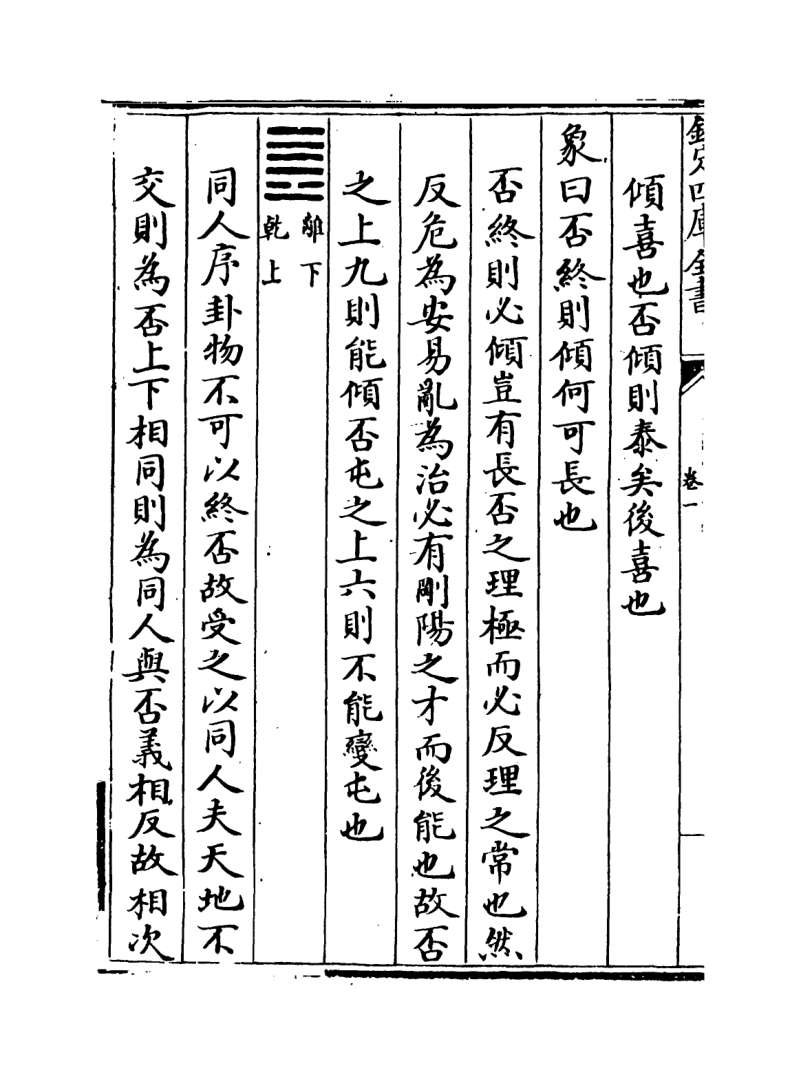 欽定四庫全書
卷一
傾喜也否傾則泰矣後喜也
象曰否終則傾何可長也
否終則必傾豈有長否之理極而必反理之常也然
反危為安易亂為治必有剛陽之才而後能也故否
之上九則能傾否屯之上六則不能變屯也
䷌離下
乾上
同人序卦物不可以終否故受之以同人夫天地不
交則為否上下相同則為同人與否義相反故相次